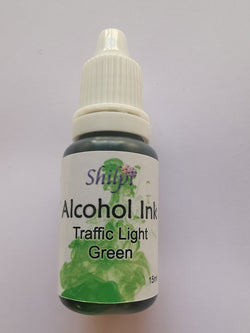 Shilpi
Alcohol Ink
Traffic Light
Green
15ml